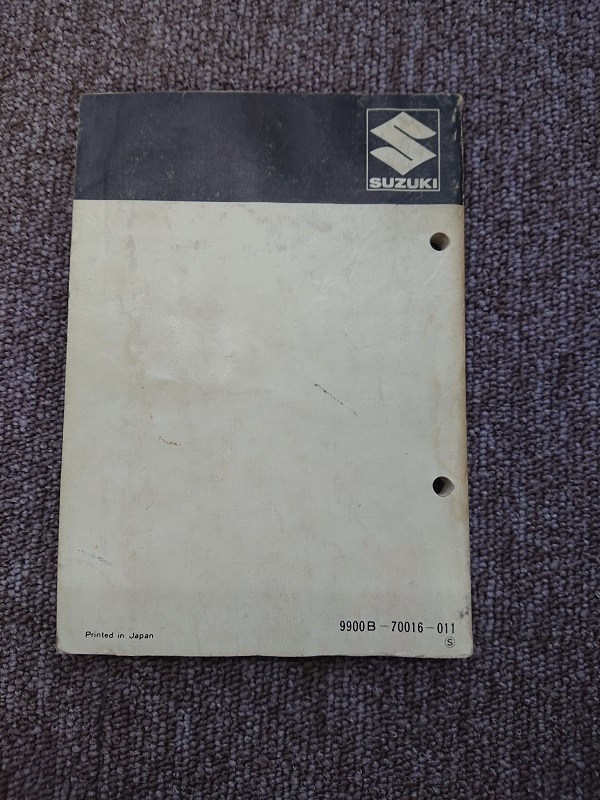 SUZUKI
9900B-70016-011
Printed in Japan
Ⓢ